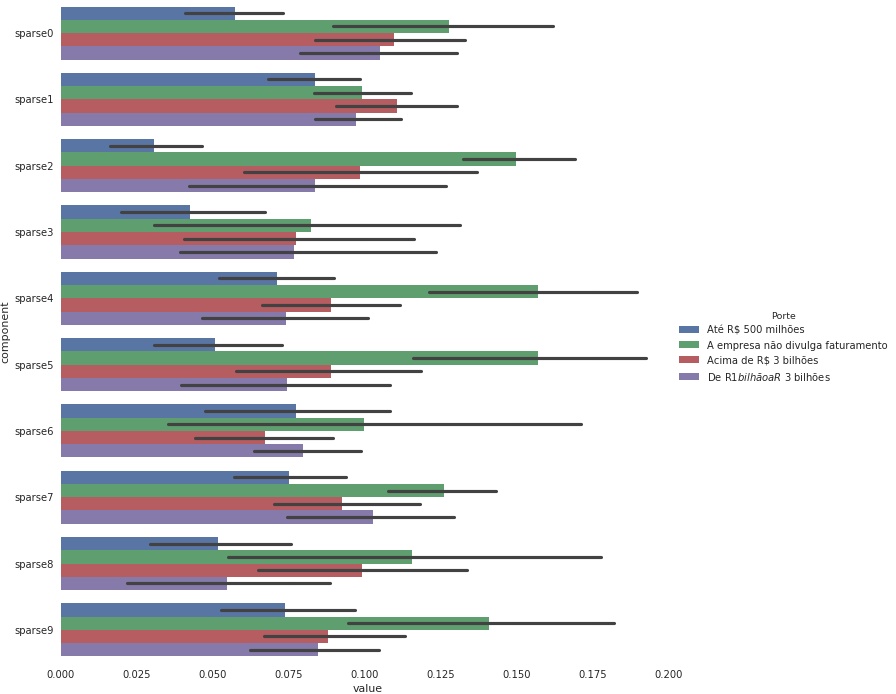 sparse0
sparse1
sparse2
sparse3
sparse4
sparse5
sparse6
sparse7
sparse8
sparse9
component
0.000 0.025 0.050 0.075 0.100 0.125 0.150 0.175 0.200
value
Porte
Até R$ 500 milhões
A empresa não divulga faturamento
Acima de R$ 3 bilhões
De R1bilhãoaR 3 bilhões